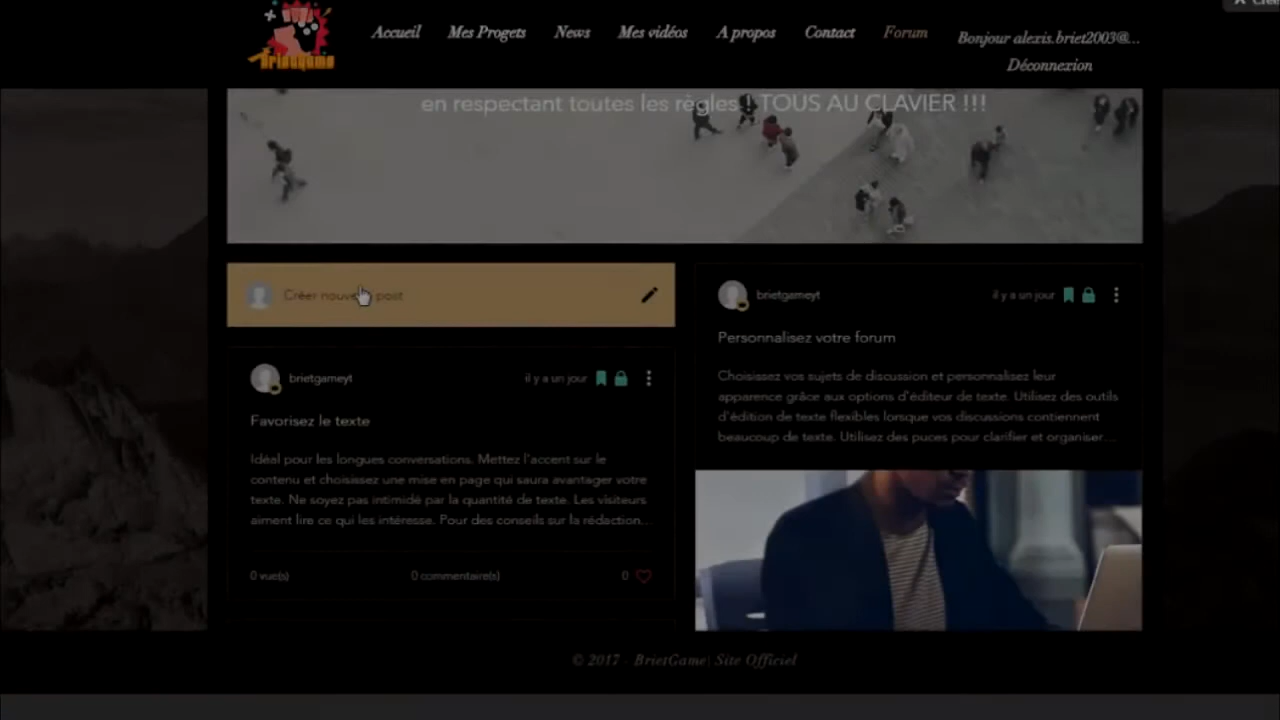 Accueil Mes Progets News Mes vidéos A propos Contact Forum
Bonjour alexis.briet2003@...
Déconnexion
BrietGame
en respectant toutes les règles ! TOUS AU CLAVIER !!!
Créer nouveau post
brietgameyt il y a un jour
Favorisez le texte
Idéal pour les longues conversations. Mettez l'accent sur le
contenu et choisissez une mise en page qui saura avantager votre
texte. Ne soyez pas intimidé par la quantité de texte. Les visiteurs
aiment lire ce qui les intéresse. Pour des conseils sur la rédaction...
0 vue(s) 0 commentaire(s) 0
brietgameyt il y a un jour
Personnalisez votre forum
Choisissez vos sujets de discussion et personnalisez leur
apparence grâce aux options d'éditeur de texte. Utilisez des outils
d'édition de texte flexibles lorsque vos discussions contiennent
beaucoup de texte. Utilisez des puces pour clarifier et organiser...
© 2017 - BrietGame| Site Officiel